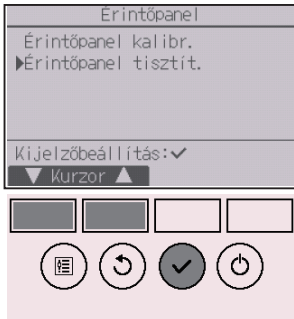 Érintőpanel
Érintőpanel kalibr.
▶Érintőpanel tisztít.
Kijelzőbeállítás:✓
▼ Kurzor ▲